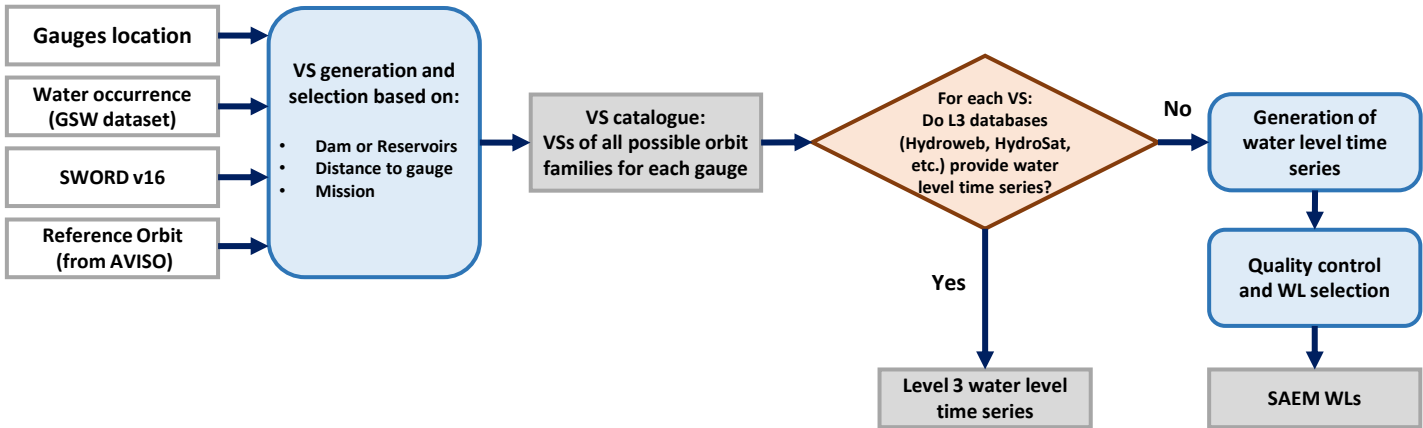 Gauges location
Water occurrence
(GSW dataset)
SWORD v16
Reference Orbit
(from AVISO)
VS generation and
selection based on:
• Dam or Reservoirs
• Distance to gauge
• Mission
VS catalogue:
VSs of all possible orbit
families for each gauge
For each VS:
Do L3 databases
(Hydroweb, HydroSat,
etc.) provide water
level time series?
No
Yes
Generation of
water level time
series
Quality control
and WL selection
Level 3 water level
time series
SAEM WLs